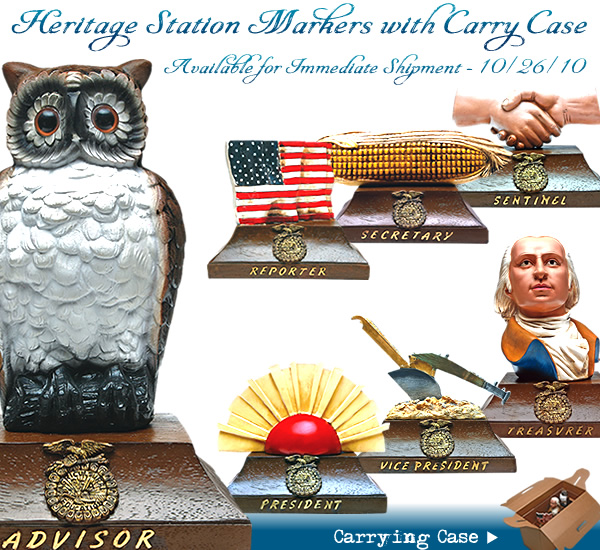 Heritage Station Markers with Carry Case
Available for Immediate Shipment - 10/26/10
SENTINEL
SECRETARY
REPORTER
TREASURER
VICE PRESIDENT
PRESIDENT
ADVISOR
Carrying Case